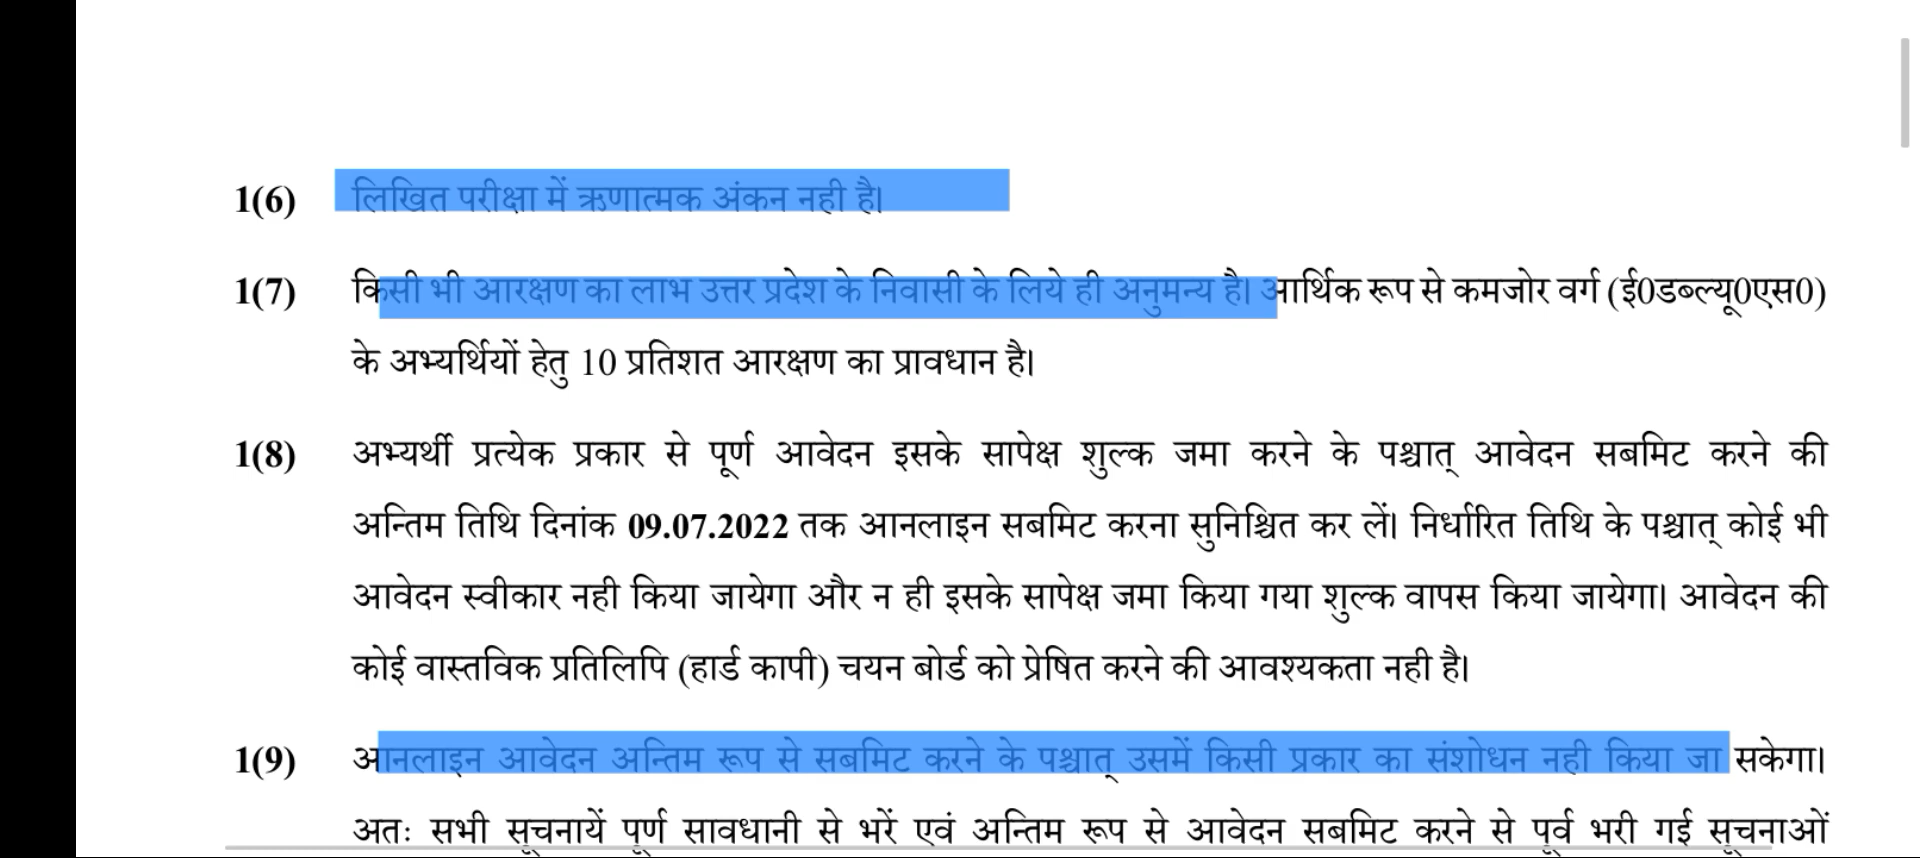 1(6) लिखित परीक्षा में ऋणात्मक अंकन नही है।
1(7) किसी भी आरक्षण का लाभ उत्तर प्रदेश के निवासी के लिये ही अनुमन्य है। आर्थिक रूप से कमजोर वर्ग (ई0डब्ल्यू0एस0)
के अभ्यर्थियों हेतु 10 प्रतिशत आरक्षण का प्रावधान है।
1(8) अभ्यर्थी प्रत्येक प्रकार से पूर्ण आवेदन इसके सापेक्ष शुल्क जमा करने के पश्चात् आवेदन सबमिट करने की
अन्तिम तिथि दिनांक 09.07.2022 तक आनलाइन सबमिट करना सुनिश्चित कर लें। निर्धारित तिथि के पश्चात् कोई भी
आवेदन स्वीकार नही किया जायेगा और न ही इसके सापेक्ष जमा किया गया शुल्क वापस किया जायेगा। आवेदन की
कोई वास्तविक प्रतिलिपि (हार्ड कापी) चयन बोर्ड को प्रेषित करने की आवश्यकता नही है।
1(9) आनलाइन आवेदन अन्तिम रूप से सबमिट करने के पश्चात् उसमें किसी प्रकार का संशोधन नही किया जा सकेगा।
अतः सभी सूचनायें पूर्ण सावधानी से भरें एवं अन्तिम रूप से आवेदन सबमिट करने से पूर्व भरी गई सूचनाओं